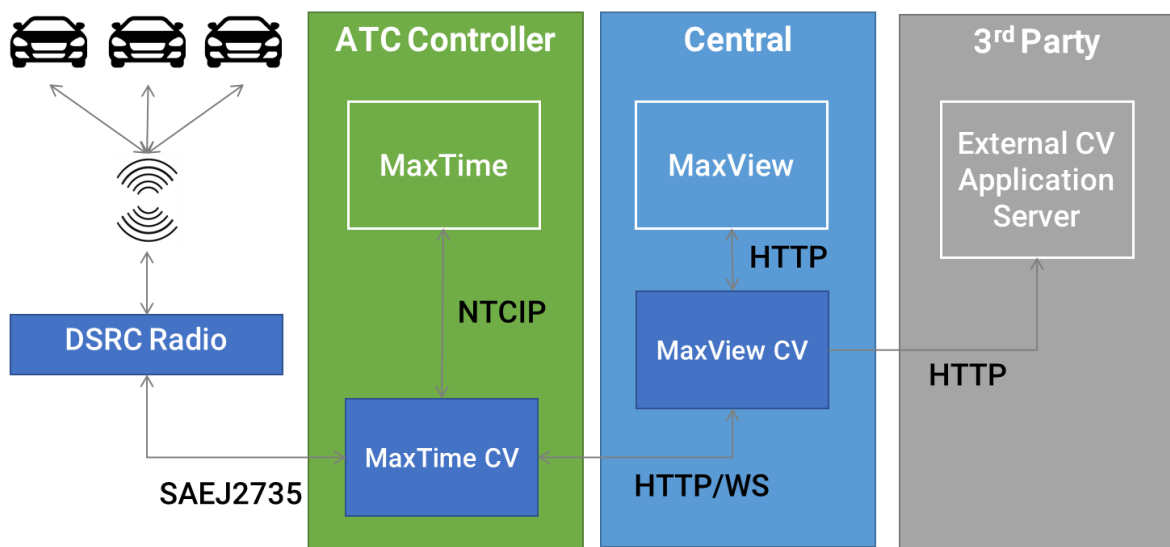 ATC Controller
Central
3rd Party
MaxTime
MaxView
External CV
Application
Server
HTTP
NTCIP
DSRC Radio
MaxView CV
HTTP
MaxTime CV
SAEJ2735
HTTP/WS